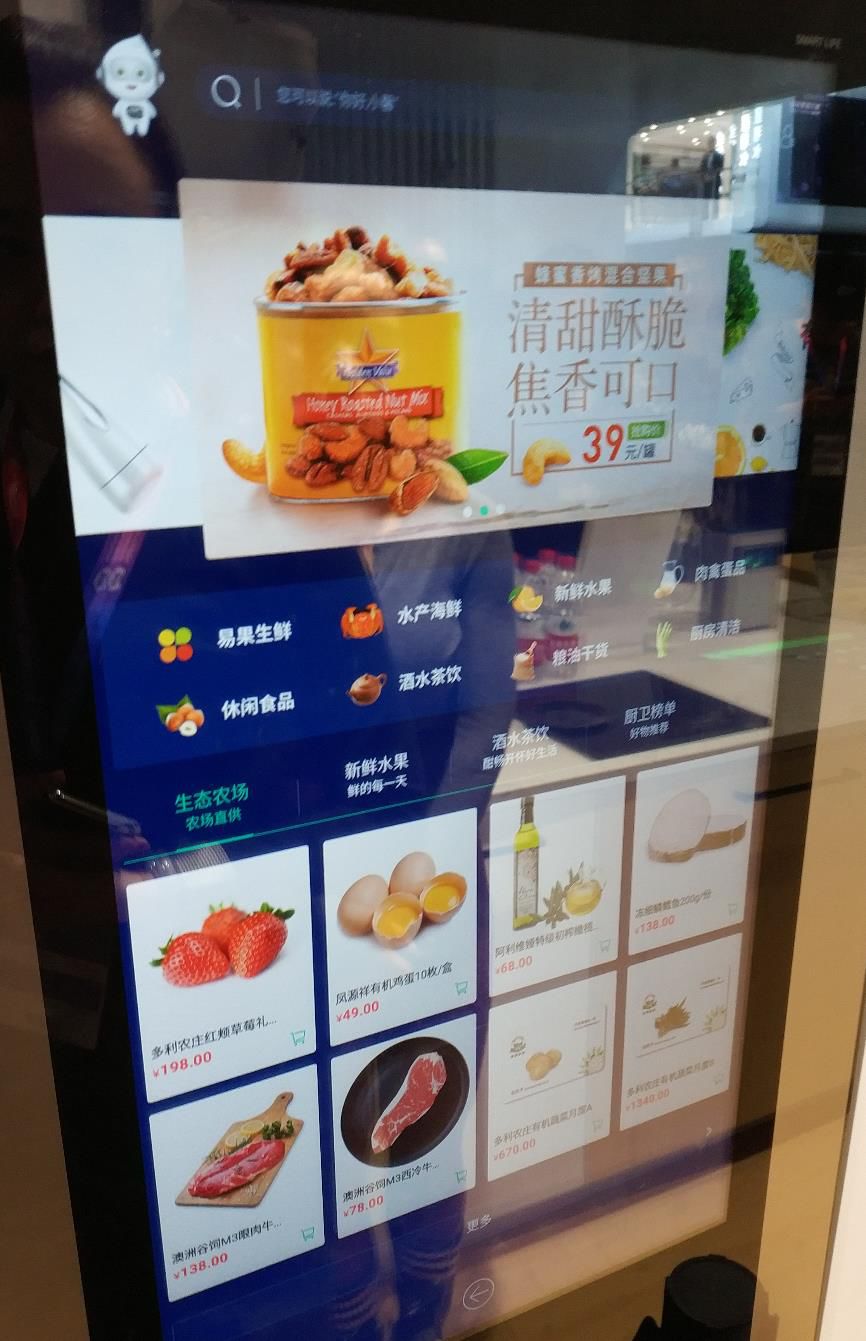 SMART LIFE
您可以说"你好小馨"
蜂蜜香烤混合坚果
清甜酥脆
焦香可口
抢购价
39元/罐
Golden Value
Honey Roasted Nut Mix
易果生鲜
水产海鲜
新鲜水果
肉禽蛋品
休闲食品
酒水茶饮
粮油干货
厨房清洁
生态农场
农场直供
新鲜水果
鲜的每一天
酒水茶饮
酣畅开怀好生活
厨卫榜单
好物推荐
多利农庄红颊草莓礼...
¥198.00
凤源祥有机鸡蛋10枚/盒
¥49.00
阿利维娅特级初榨橄榄...
¥68.00
冻细鳞鳕鱼200g/份
¥138.00
澳洲谷饲M3眼肉牛...
¥138.00
澳洲谷饲M3西冷牛...
¥78.00
多利农庄有机蔬菜月度A
¥670.00
多利农庄有机蔬菜月度B
¥1340.00
更多